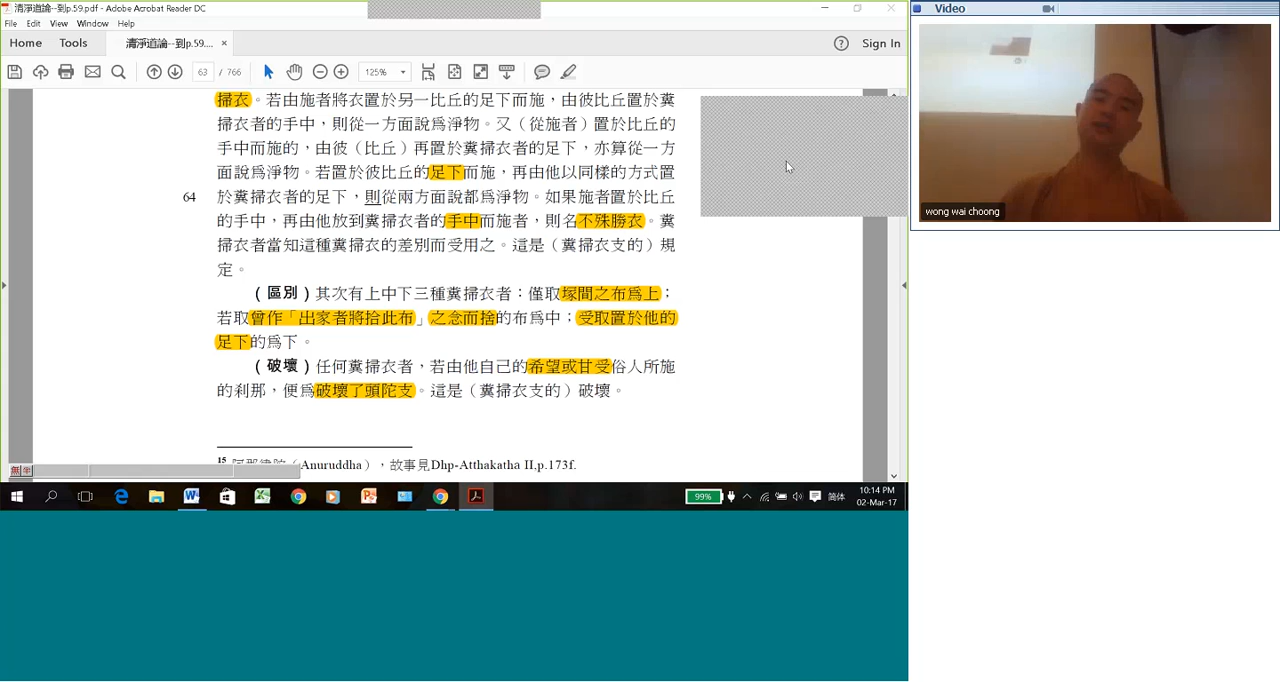 清淨道論--到p.59.pdf - Adobe Acrobat Reader DC
Video
File Edit View Window Help
Home Tools 清淨道論--到p.59.... × Sign In
63 / 766 125%
掃衣。若由施者將衣置於另一比丘的足下而施，由彼比丘置於糞
掃衣者的手中，則從一方面說爲淨物。又（從施者）置於比丘的
手中而施的，由彼（比丘）再置於糞掃衣者的足下，亦算從一方
面說爲淨物。若置於彼比丘的足下而施，再由他以同樣的方式置
64 於糞掃衣者的足下，則從兩方面說都爲淨物。如果施者置於比丘
的手中，再由他放到糞掃衣者的手中而施者，則名不殊勝衣。糞
掃衣者當知這種糞掃衣的差別而受用之。這是（糞掃衣支的）規
定。
（區別）其次有上中下三種糞掃衣者：僅取塚間之布爲上；
若取曾作「出家者將拾此布」之念而捨的布爲中；受取置於他的
足下的爲下。
（破壞）任何糞掃衣者，若由他自己的希望或甘受俗人所施
的剎那，便爲破壞了頭陀支。這是（糞掃衣支的）破壞。
15 阿那律陀（Anuruddha），故事見Dhp-Atthakatha II,p.173f.
wong wai choong
99% 简体 10:14 PM
02-Mar-17